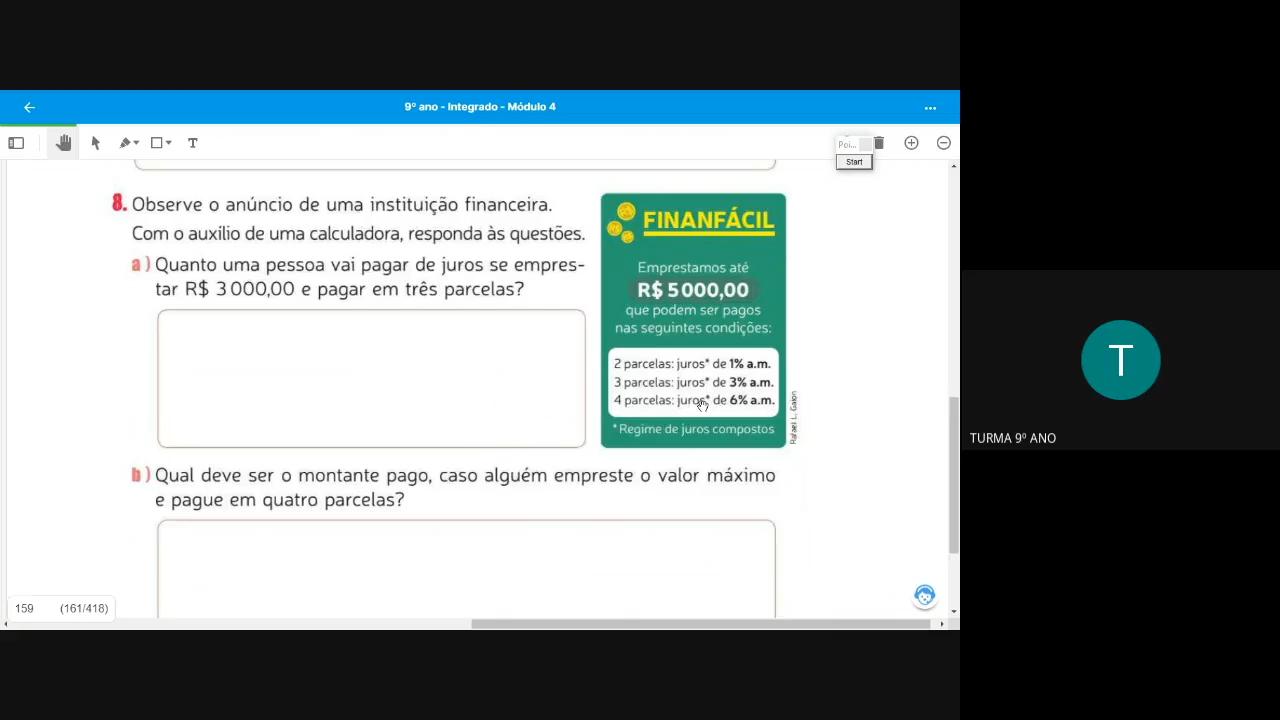 9º ano - Integrado - Módulo 4
T
Poi...
Start
8. Observe o anúncio de uma instituição financeira.
Com o auxílio de uma calculadora, responda às questões.
a) Quanto uma pessoa vai pagar de juros se empres-
tar R$ 3 000,00 e pagar em três parcelas?
FINANFÁCIL
Emprestamos até
R$ 5 000,00
que podem ser pagos
nas seguintes condições:
2 parcelas: juros* de 1% a.m.
3 parcelas: juros* de 3% a.m.
4 parcelas: juros* de 6% a.m.
*Regime de juros compostos
Rafael L. Gaion
b) Qual deve ser o montante pago, caso alguém empreste o valor máximo
e pague em quatro parcelas?
159 (161/418)
T
TURMA 9º ANO